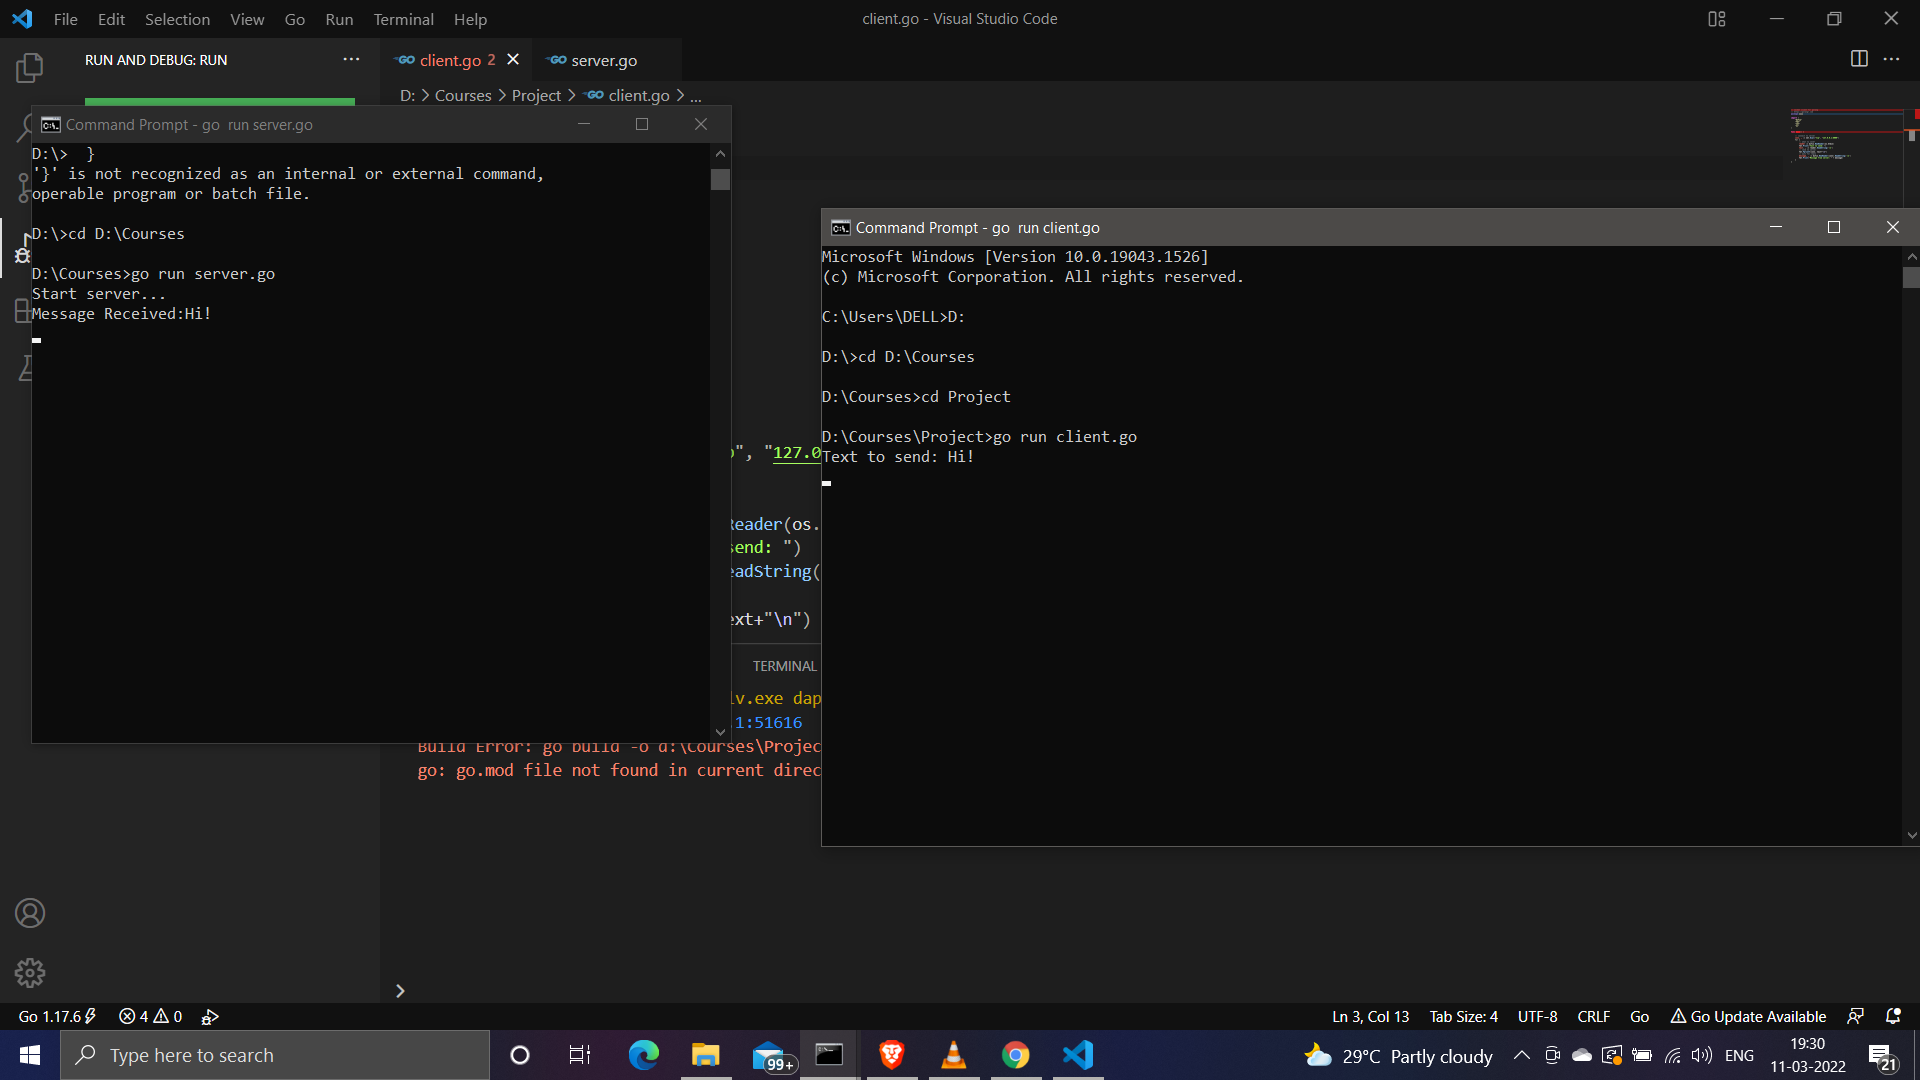 File Edit Selection View Go Run Terminal Help
client.go - Visual Studio Code
RUN AND DEBUG: RUN
client.go 2
server.go
D: > Courses > Project > client.go > ...
Command Prompt - go  run server.go
D:\>  }
'}' is not recognized as an internal or external command,
operable program or batch file.
D:\>cd D:\Courses
D:\Courses>go run server.go
Start server...
Message Received:Hi!
Command Prompt - go  run client.go
Microsoft Windows [Version 10.0.19043.1526]
(c) Microsoft Corporation. All rights reserved.
C:\Users\DELL>D:
D:\>cd D:\Courses
D:\Courses>cd Project
D:\Courses\Project>go run client.go
Text to send: Hi!
", "127.0
Reader(os.
send: ")
eadString(
ext+"\n")
TERMINAL
lv.exe dap
.1:51616
Build Error: go build -o d:\Courses\Projec
go: go.mod file not found in current direc
Go 1.17.6
4 0
Ln 3, Col 13 Tab Size: 4 UTF-8 CRLF Go Go Update Available
Type here to search
99+
29°C Partly cloudy
ENG
19:30
11-03-2022
21